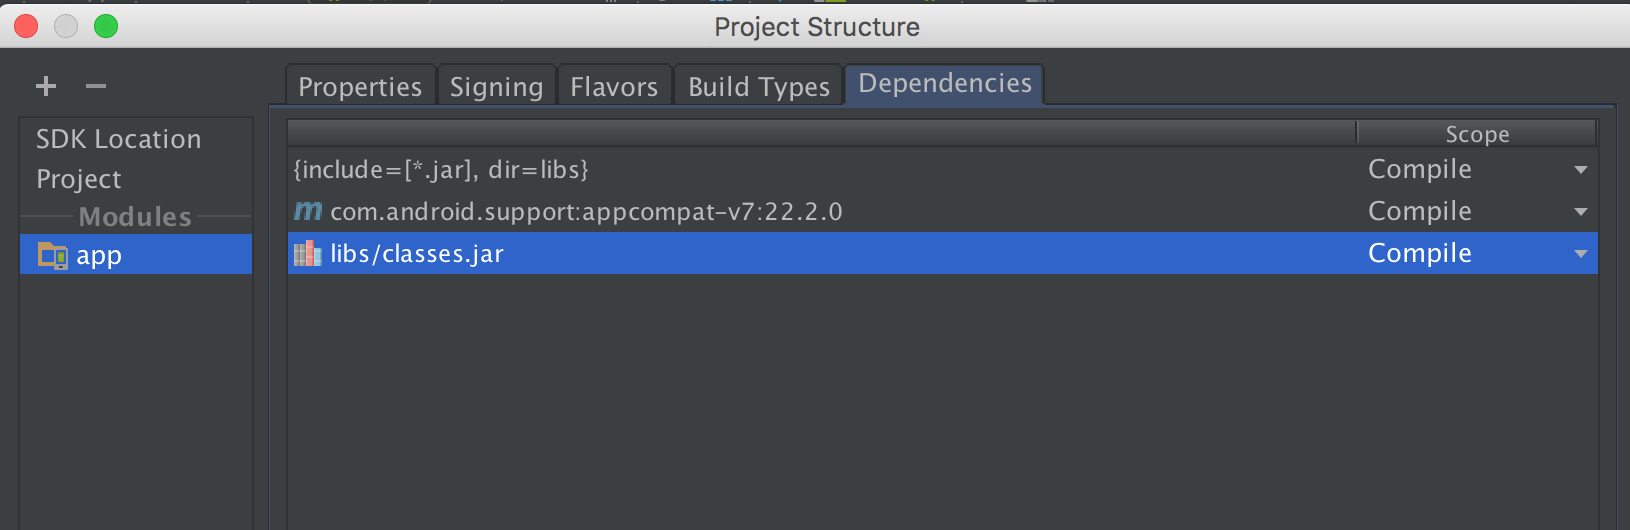 Project Structure
Properties Signing Flavors Build Types Dependencies
SDK Location
Project
Modules
app
Scope
{include=[*.jar], dir=libs} Compile
m com.android.support:appcompat-v7:22.2.0 Compile
libs/classes.jar Compile